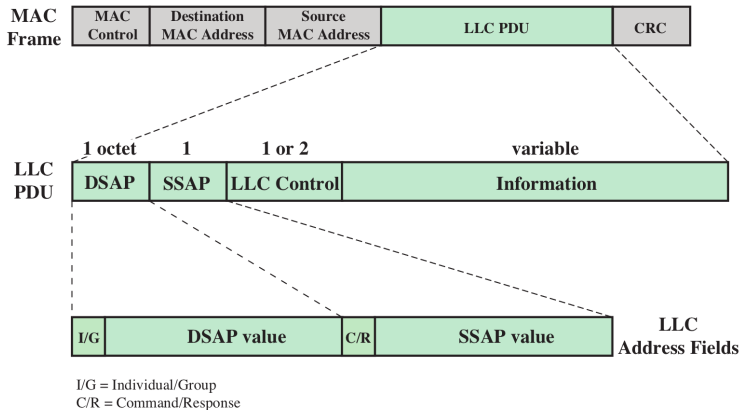 MAC Frame
MAC Control
Destination MAC Address
Source MAC Address
LLC PDU
CRC
1 octet
1
1 or 2
variable
LLC PDU
DSAP
SSAP
LLC Control
Information
I/G
DSAP value
C/R
SSAP value
LLC Address Fields
I/G = Individual/Group
C/R = Command/Response